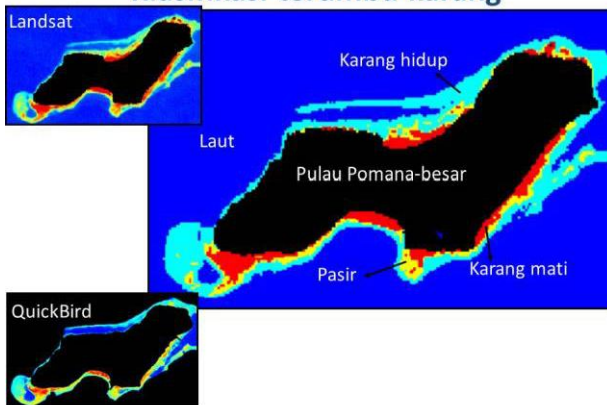 Landsat
Karang hidup
Laut
Pulau Pomana-besar
Pasir
Karang mati
QuickBird